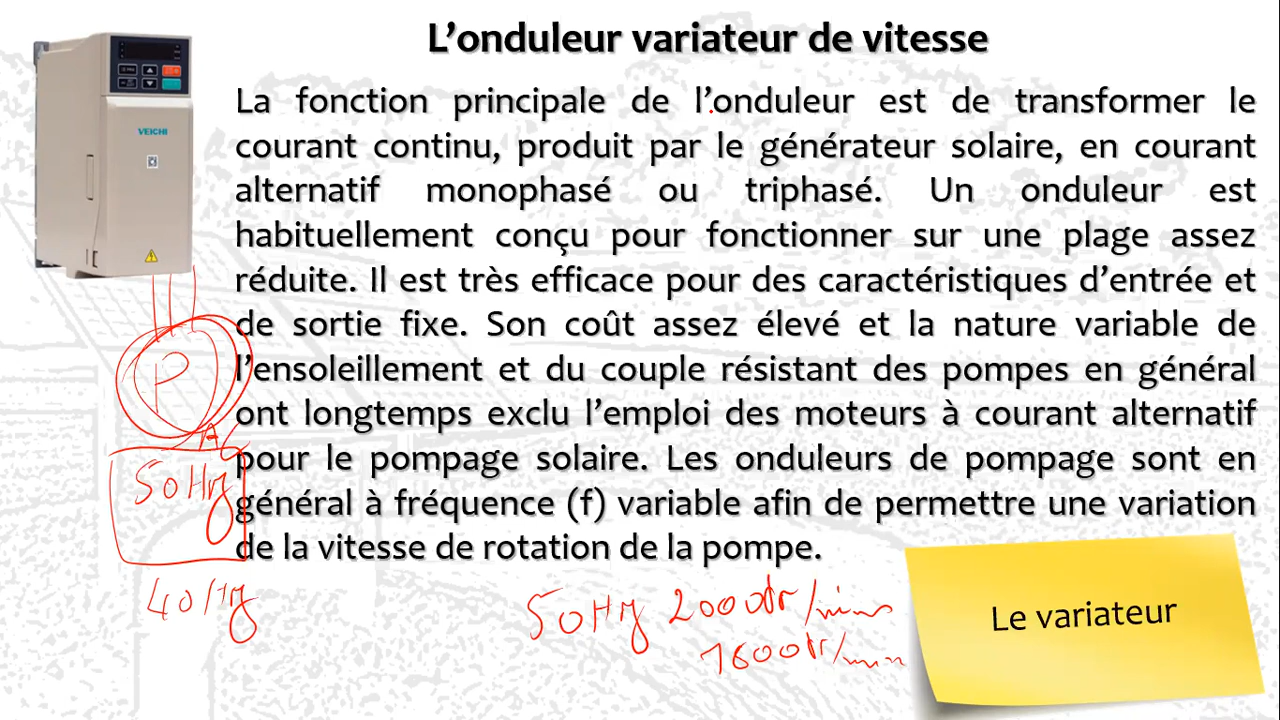 L'onduleur variateur de vitesse
VEICHI
La fonction principale de l'onduleur est de transformer le
courant continu, produit par le générateur solaire, en courant
alternatif monophasé ou triphasé. Un onduleur est
habituellement conçu pour fonctionner sur une plage assez
réduite. Il est très efficace pour des caractéristiques d'entrée et
de sortie fixe. Son coût assez élevé et la nature variable de
l'ensoleillement et du couple résistant des pompes en général
ont longtemps exclu l'emploi des moteurs à courant alternatif
pour le pompage solaire. Les onduleurs de pompage sont en
général à fréquence (f) variable afin de permettre une variation
de la vitesse de rotation de la pompe.
P
50Hz
40Hz
50Hz 2000tr/min
1600tr/min
Le variateur